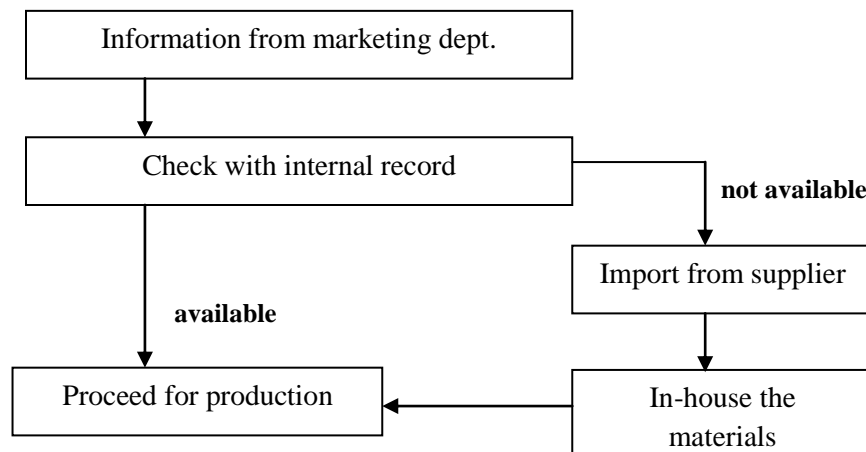 Information from marketing dept.
Check with internal record
not available
Import from supplier
available
Proceed for production
In-house the
materials